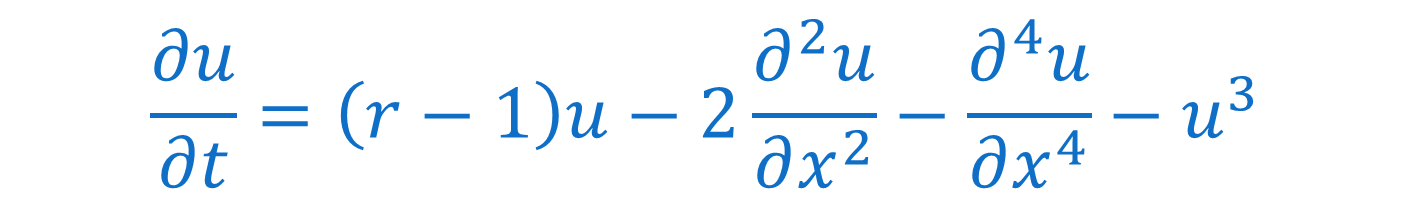 ∂u/∂t = (r − 1)u − 2 ∂²u/∂x² − ∂⁴u/∂x⁴ − u³